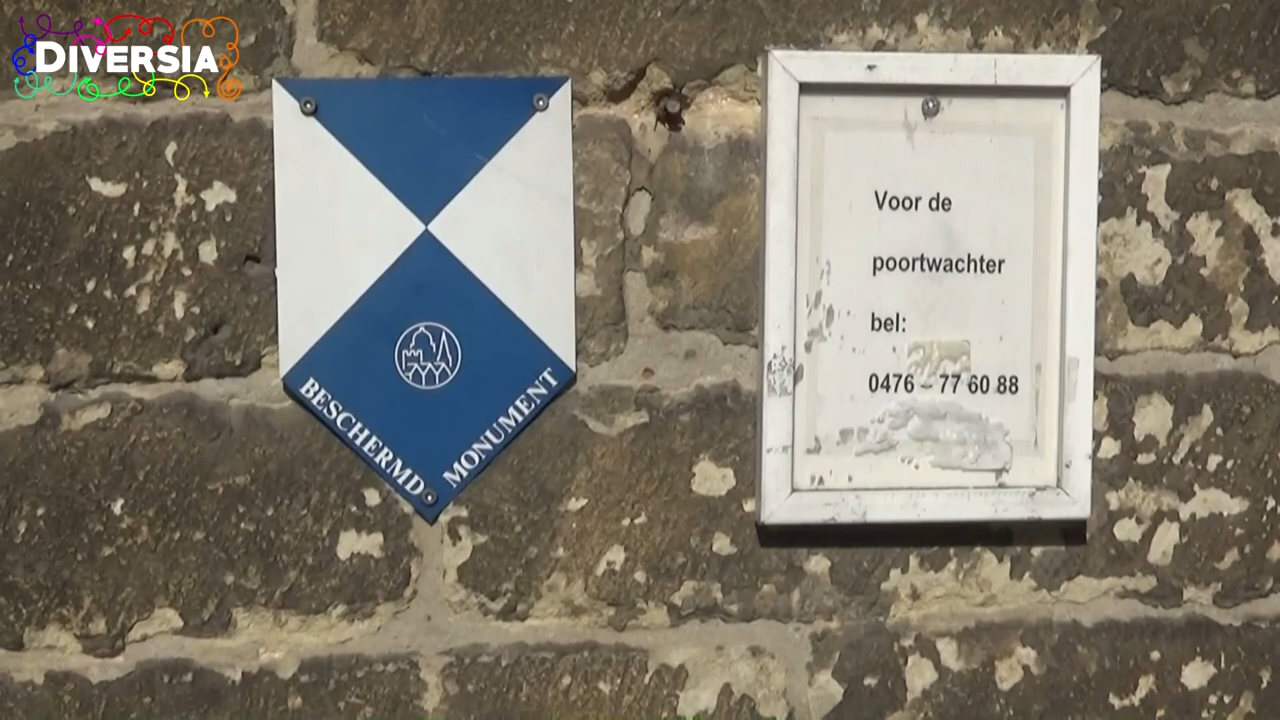 DIVERSIA
BESCHERMD MONUMENT
Voor de
poortwachter
bel:
0476 – 77 60 88